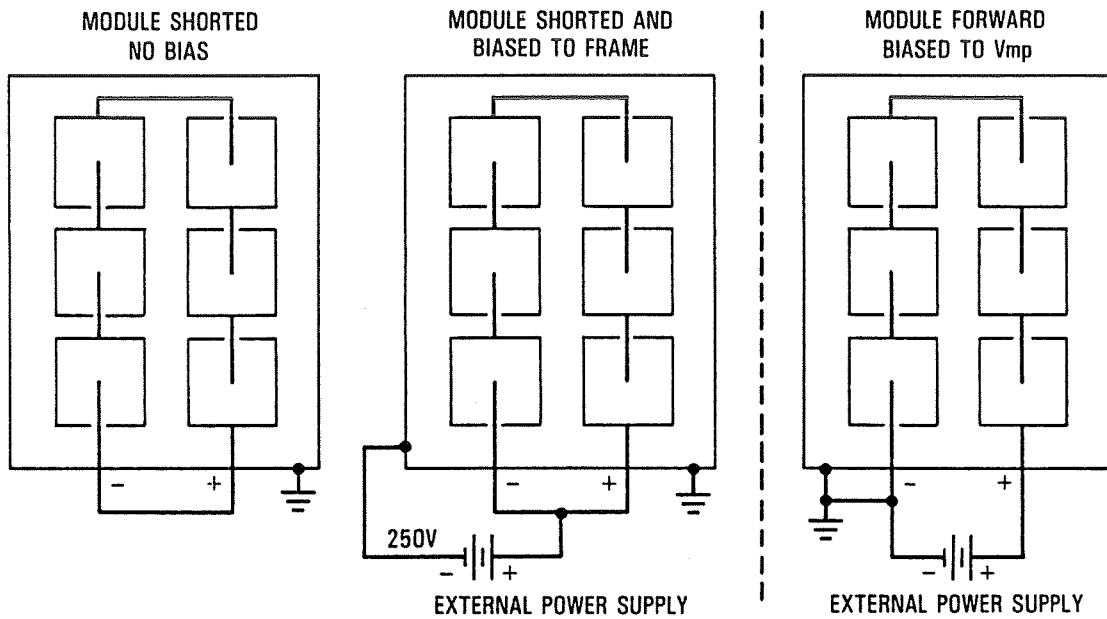 MODULE SHORTED
NO BIAS
- +
MODULE SHORTED AND
BIASED TO FRAME
- +
250V
- +
EXTERNAL POWER SUPPLY
MODULE FORWARD
BIASED TO Vmp
- +
- +
EXTERNAL POWER SUPPLY